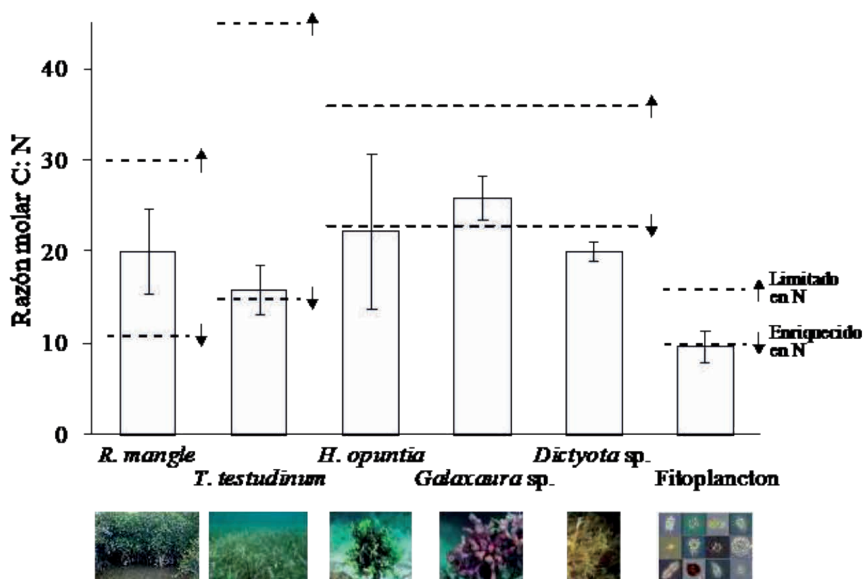 Razón molar C: N
40
30
20
10
0
Limitado
en N
Enriquecido
en N
R. mangle
H. opuntia
Dictyota sp.
T. testudinum
Galaxaura sp.
Fitoplancton